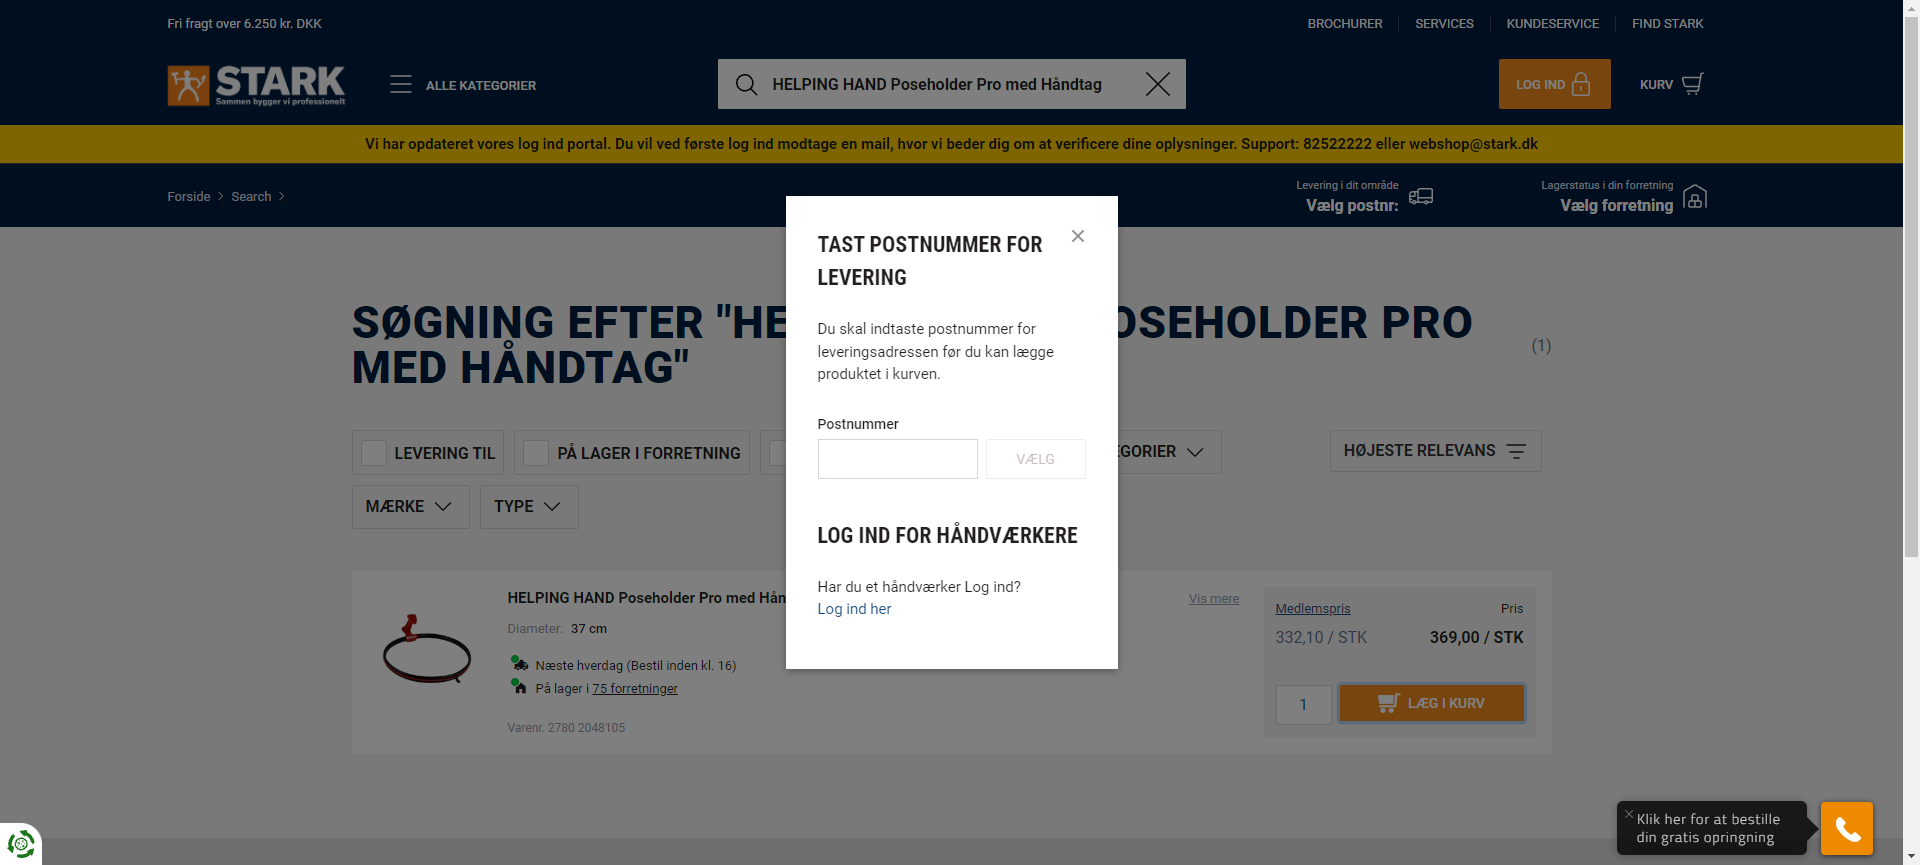 Fri fragt over 6.250 kr. DKK
BROCHURER
SERVICES
KUNDESERVICE
FIND STARK
STARK
Sammen bygger vi professionelt
ALLE KATEGORIER
HELPING HAND Poseholder Pro med Håndtag
LOG IND
KURV
Vi har opdateret vores log ind portal. Du vil ved første log ind modtage en mail, hvor vi beder dig om at verificere dine oplysninger. Support: 82522222 eller webshop@stark.dk
Forside
Search
Levering i dit område
Vælg postnr:
Lagerstatus i din forretning
Vælg forretning
TAST POSTNUMMER FOR
LEVERING
Du skal indtaste postnummer for
leveringsadressen før du kan lægge
produktet i kurven.
Postnummer
VÆLG
LOG IND FOR HÅNDVÆRKERE
Har du et håndværker Log ind?
Log ind her
SØGNING EFTER "HE OSEHOLDER PRO
MED HÅNDTAG"
(1)
LEVERING TIL
PÅ LAGER I FORRETNING
GORIER
HØJESTE RELEVANS
MÆRKE
TYPE
HELPING HAND Poseholder Pro med Hån
Diameter: 37 cm
Næste hverdag (Bestil inden kl. 16)
På lager i 75 forretninger
Varenr. 2780 2048105
Vis mere
Medlemspris
Pris
332,10 / STK
369,00 / STK
1
LÆG I KURV
Klik her for at bestille
din gratis opringning